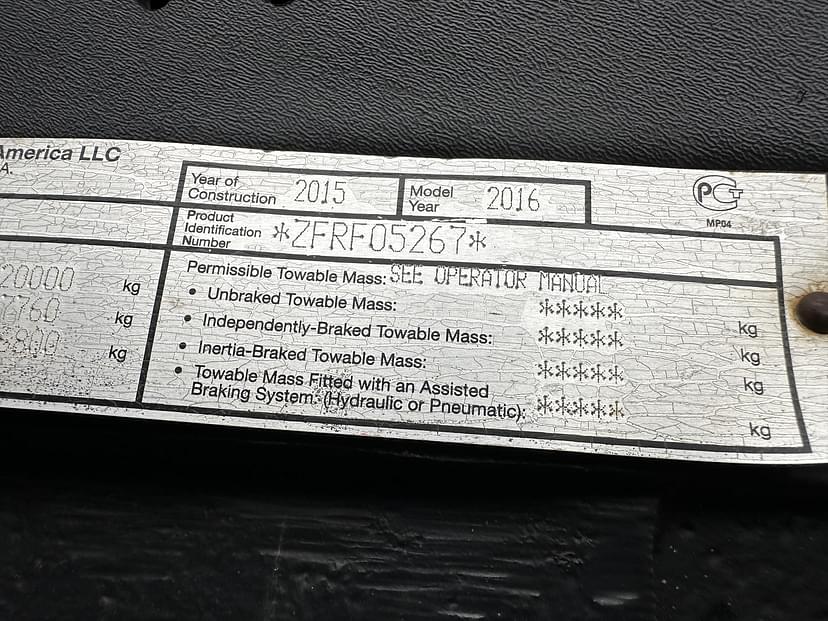 America LLC
A.
Year of
Construction 2015
Model
Year 2016
PCT
MP04
Product
Identification
Number *ZFRF05267*
20000 kg
760 kg
800 kg
Permissible Towable Mass: SEE OPERATOR MANUAL
• Unbraked Towable Mass: ***** kg
• Independently-Braked Towable Mass: ***** kg
• Inertia-Braked Towable Mass: ***** kg
• Towable Mass Fitted with an Assisted
Braking System: (Hydraulic or Pneumatic): ***** kg